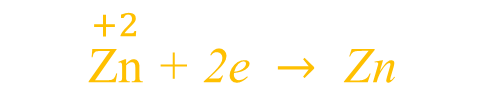 +2
Zn + 2e → Zn